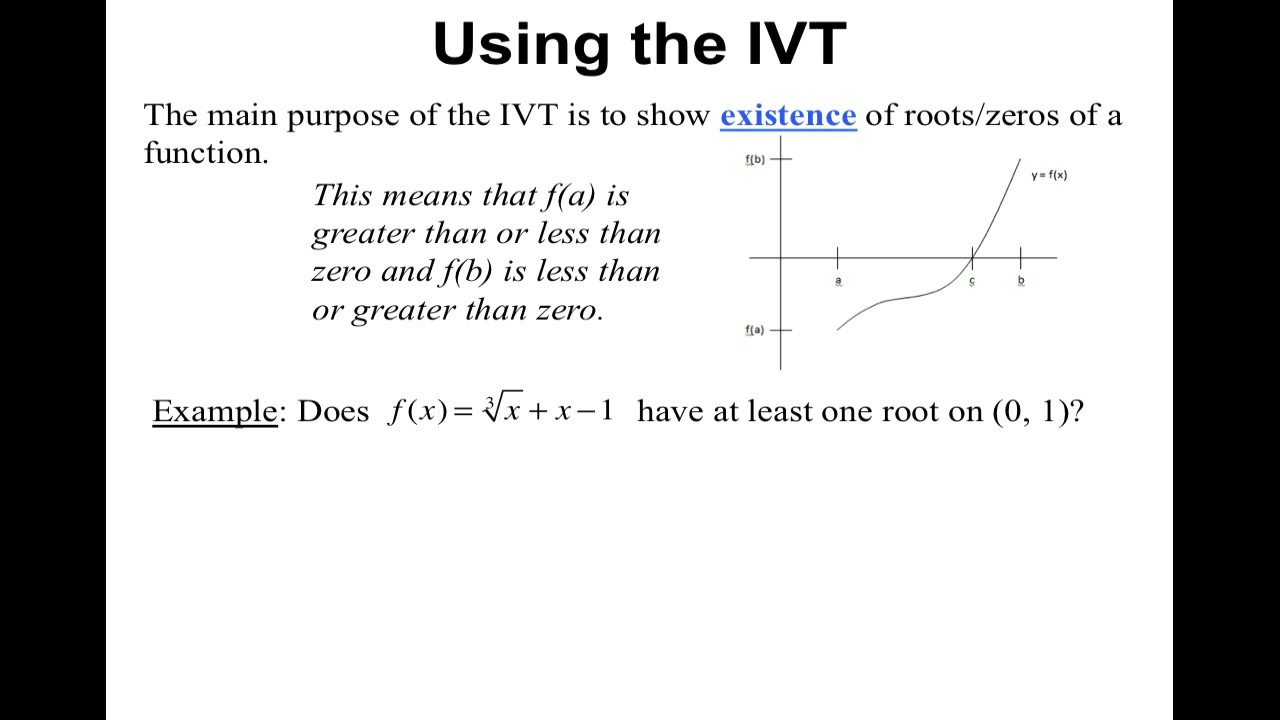 Using the IVT
The main purpose of the IVT is to show existence of roots/zeros of a
function.
f(b)
y = f(x)
This means that f(a) is
greater than or less than
zero and f(b) is less than
or greater than zero.
a
c
b
f(a)
Example: Does f(x) = ∛x + x − 1 have at least one root on (0, 1)?